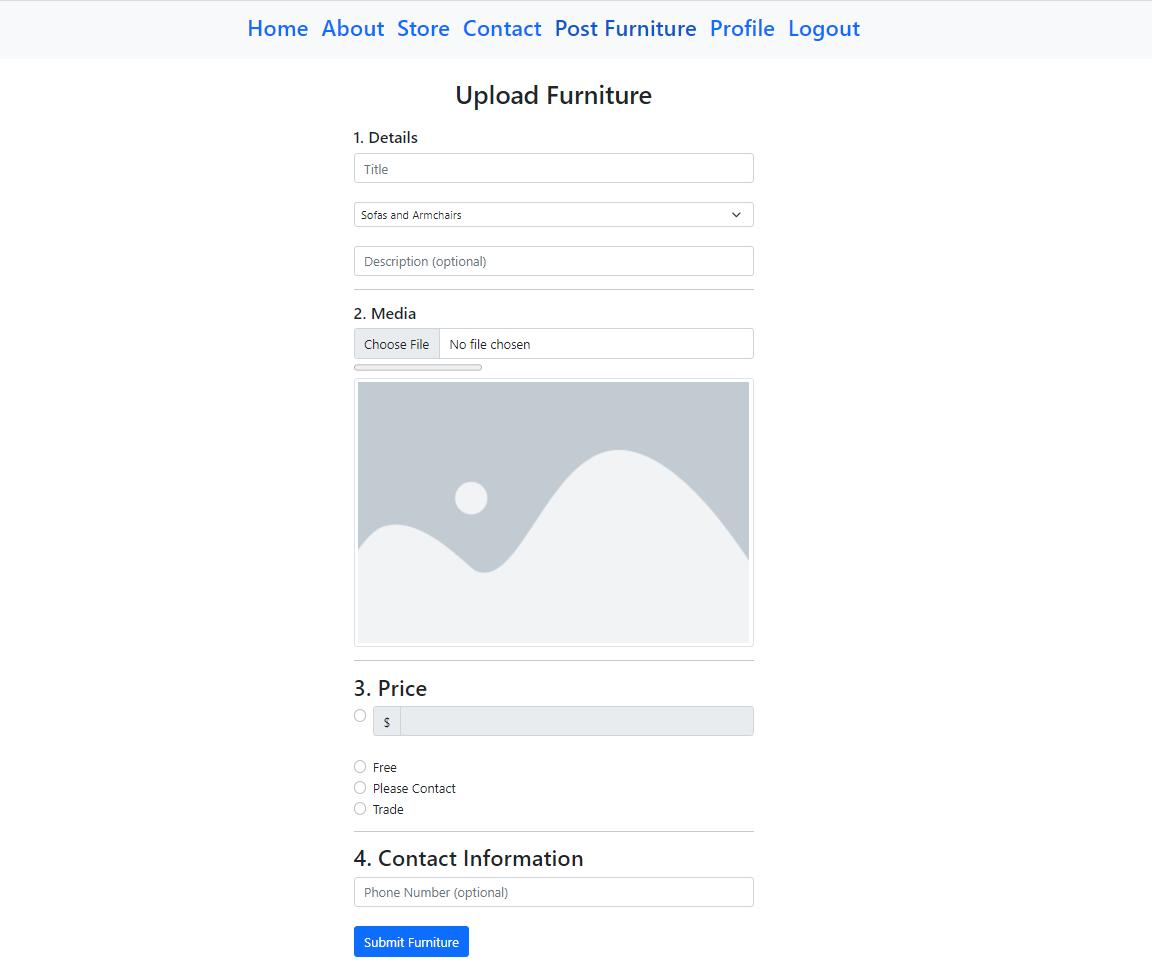 Home About Store Contact Post Furniture Profile Logout
Upload Furniture
1. Details
Title
Sofas and Armchairs
Description (optional)
2. Media
Choose File No file chosen
3. Price
$
Free
Please Contact
Trade
4. Contact Information
Phone Number (optional)
Submit Furniture